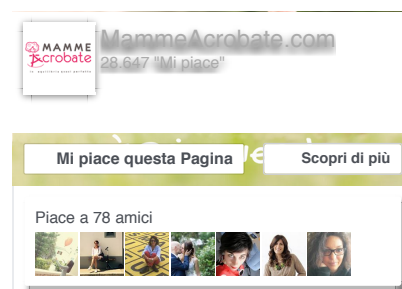 MAMME
acrobate
MammeAcrobate.com
28.647 "Mi piace"
Mi piace questa Pagina
Scopri di più
Piace a 78 amici